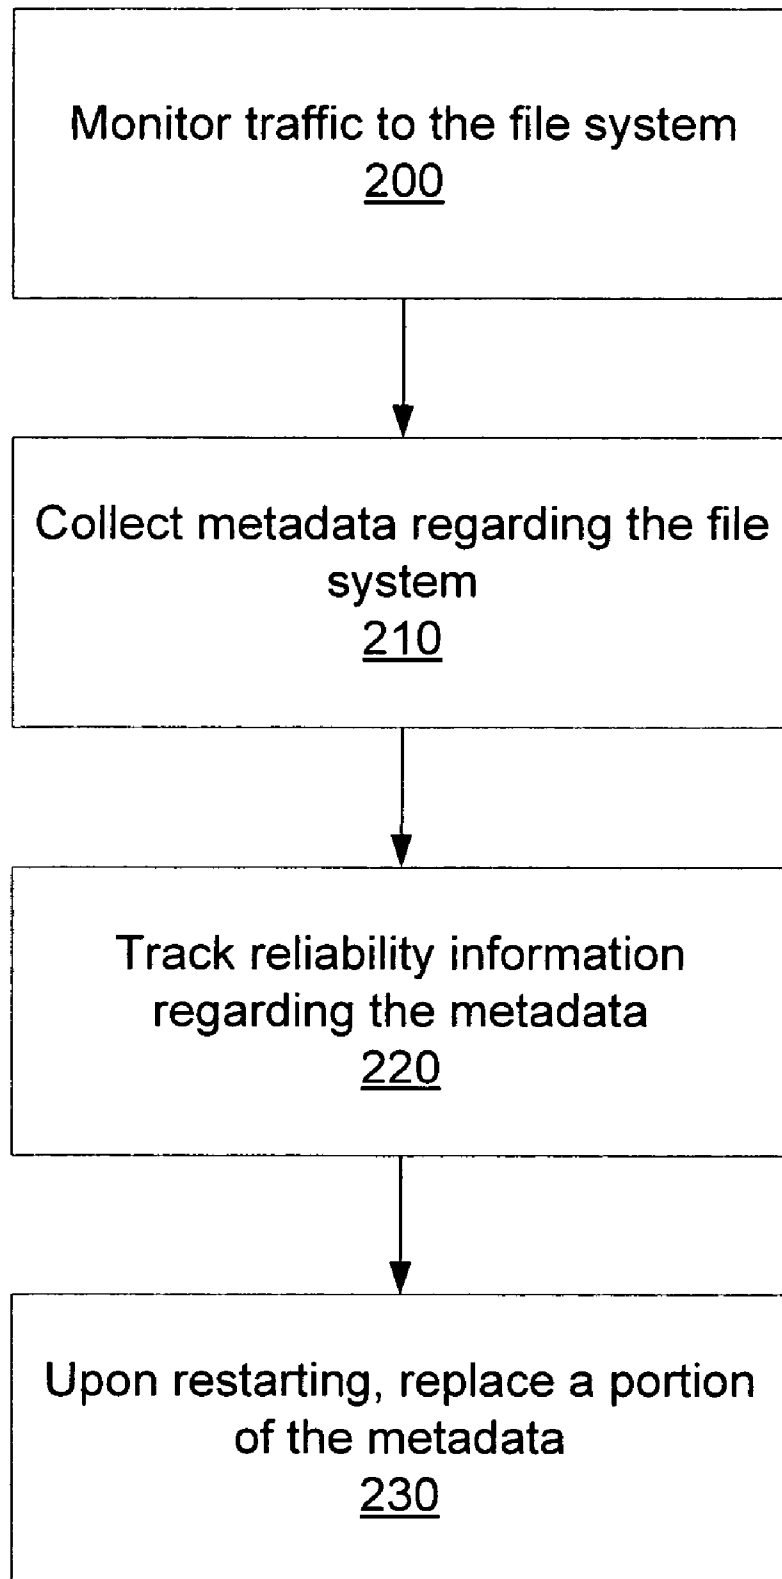 Monitor traffic to the file system
200
Collect metadata regarding the file
system
210
Track reliability information
regarding the metadata
220
Upon restarting, replace a portion
of the metadata
230